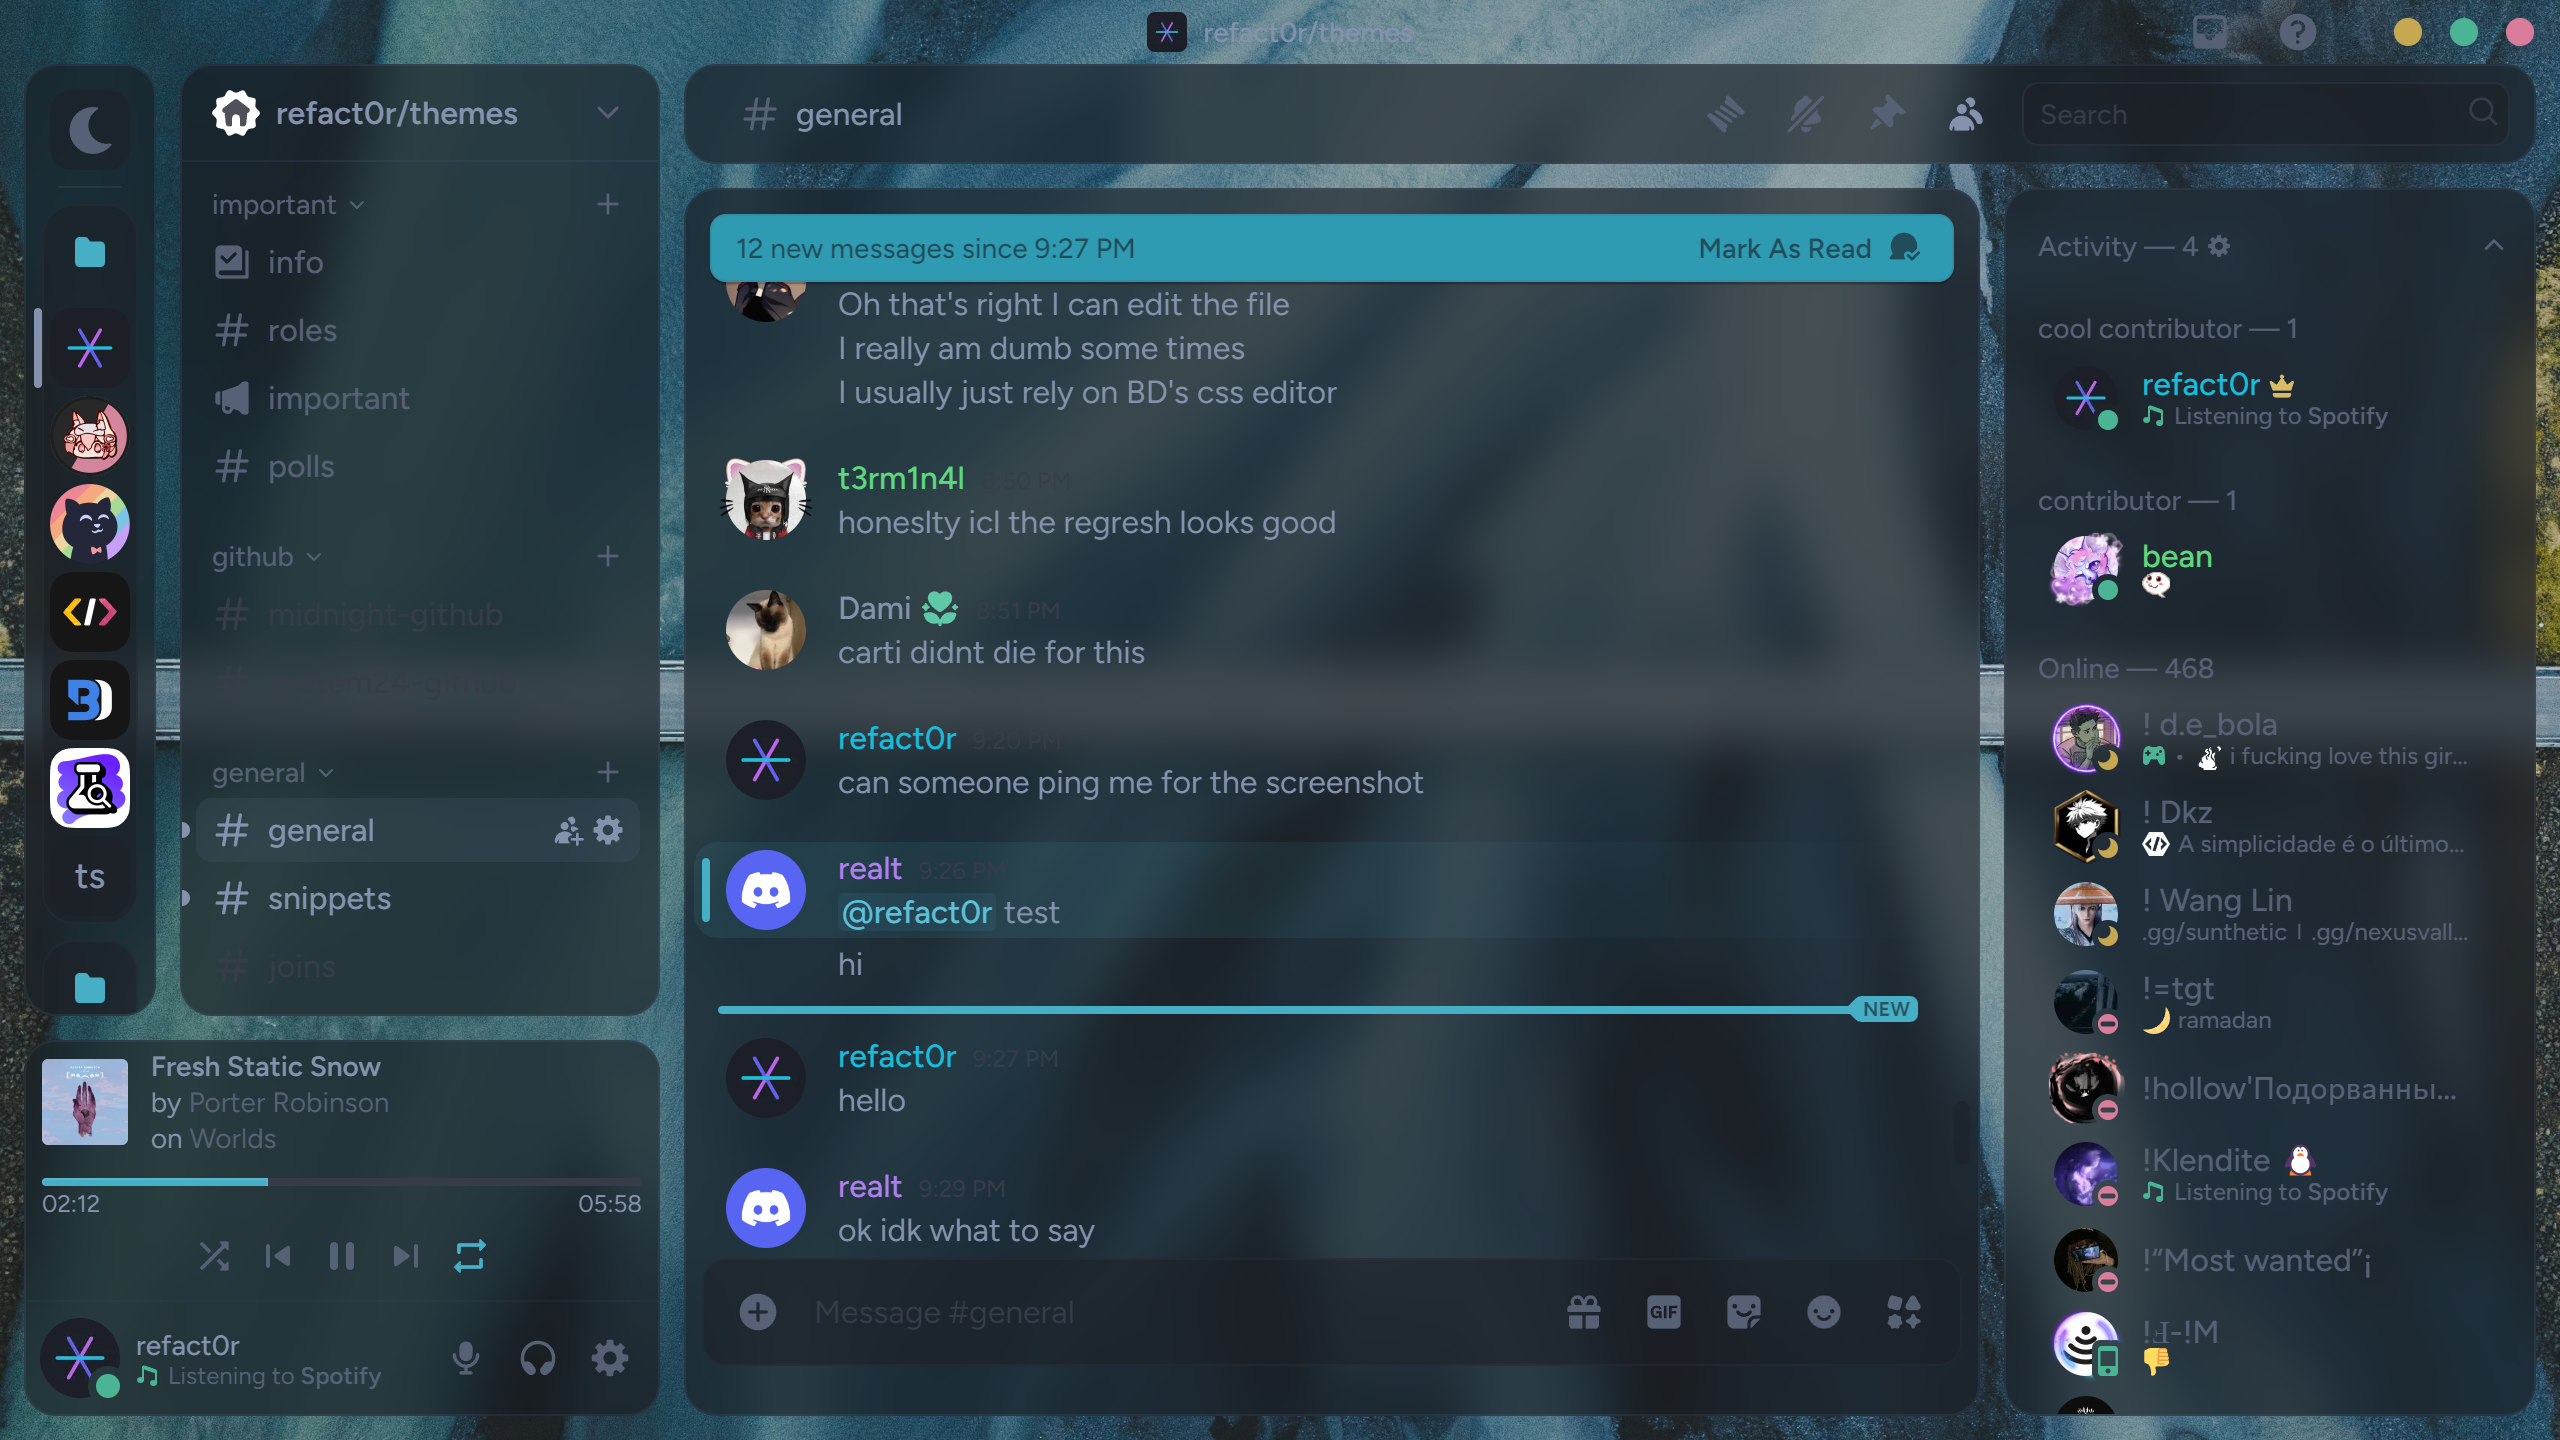 refact0r/themes
refact0r/themes
important
info
roles
important
polls
github
midnight-github
m24-github
general
general
snippets
joins
ts
Fresh Static Snow
by Porter Robinson
on Worlds
02:12
05:58
refact0r
Listening to Spotify
general
Search
12 new messages since 9:27 PM
Mark As Read
Oh that's right I can edit the file
I really am dumb some times
I usually just rely on BD's css editor
t3rm1n4l 8:50 PM
honeslty icl the regresh looks good
Dami 8:51 PM
carti didnt die for this
refact0r 9:20 PM
can someone ping me for the screenshot
realt 9:26 PM
@refact0r test
hi
NEW
refact0r 9:27 PM
hello
realt 9:29 PM
ok idk what to say
Message #general
GIF
Activity — 4
cool contributor — 1
refact0r
Listening to Spotify
contributor — 1
bean
Online — 468
! d.e_bola
• i fucking love this gir...
! Dkz
A simplicidade é o último...
! Wang Lin
.gg/sunthetic | .gg/nexusvall...
!=tgt
ramadan
!hollow'Подорванны...
!Klendite
Listening to Spotify
!“Most wanted”¡